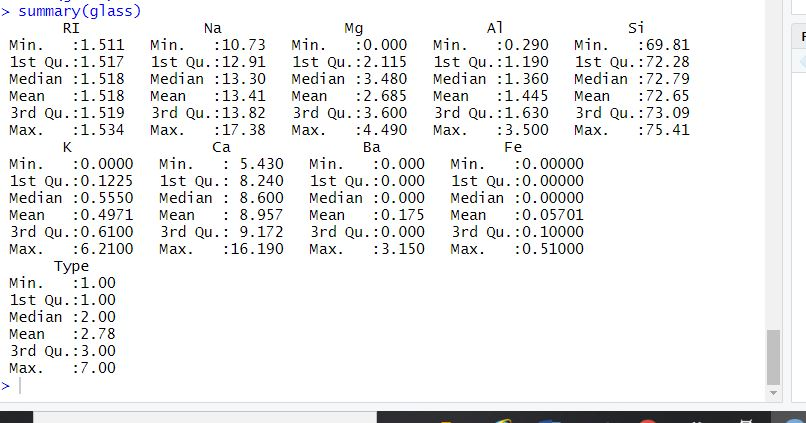 > summary(glass)
       RI              Na              Mg              Al              Si
 Min.   :1.511   Min.   :10.73   Min.   :0.000   Min.   :0.290   Min.   :69.81
 1st Qu.:1.517   1st Qu.:12.91   1st Qu.:2.115   1st Qu.:1.190   1st Qu.:72.28
 Median :1.518   Median :13.30   Median :3.480   Median :1.360   Median :72.79
 Mean   :1.518   Mean   :13.41   Mean   :2.685   Mean   :1.445   Mean   :72.65
 3rd Qu.:1.519   3rd Qu.:13.82   3rd Qu.:3.600   3rd Qu.:1.630   3rd Qu.:73.09
 Max.   :1.534   Max.   :17.38   Max.   :4.490   Max.   :3.500   Max.   :75.41
       K                Ca               Ba              Fe
 Min.   :0.0000   Min.   : 5.430   Min.   :0.000   Min.   :0.00000
 1st Qu.:0.1225   1st Qu.: 8.240   1st Qu.:0.000   1st Qu.:0.00000
 Median :0.5550   Median : 8.600   Median :0.000   Median :0.00000
 Mean   :0.4971   Mean   : 8.957   Mean   :0.175   Mean   :0.05701
 3rd Qu.:0.6100   3rd Qu.: 9.172   3rd Qu.:0.000   3rd Qu.:0.10000
 Max.   :6.2100   Max.   :16.190   Max.   :3.150   Max.   :0.51000
      Type
 Min.   :1.00
 1st Qu.:1.00
 Median :2.00
 Mean   :2.78
 3rd Qu.:3.00
 Max.   :7.00
>